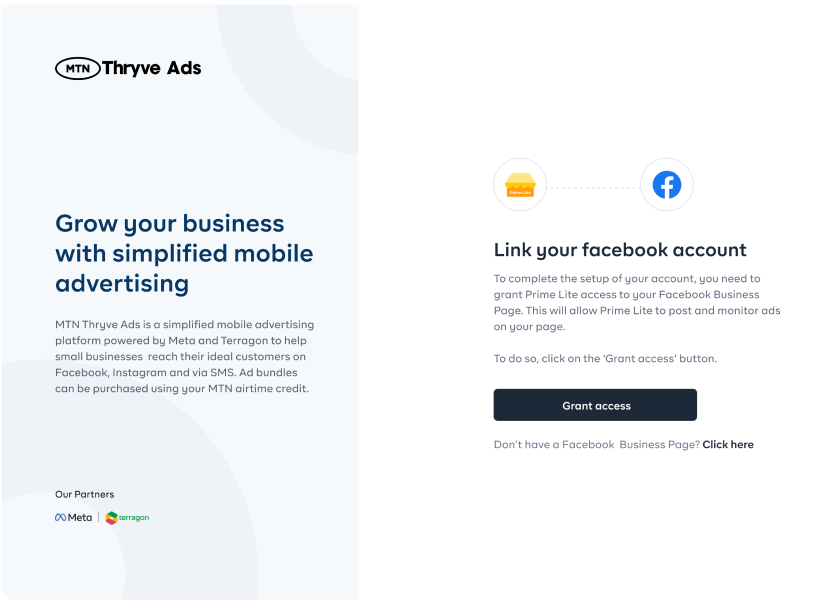 MTN Thryve Ads
Grow your business
with simplified mobile
advertising
MTN Thryve Ads is a simplified mobile advertising
platform powered by Meta and Terragon to help
small businesses reach their ideal customers on
Facebook, Instagram and via SMS. Ad bundles
can be purchased using your MTN airtime credit.
Our Partners
Meta | terragon
Prime Lite
Link your facebook account
To complete the setup of your account, you need to
grant Prime Lite access to your Facebook Business
Page. This will allow Prime Lite to post and monitor ads
on your page.
To do so, click on the ‘Grant access’ button.
Grant access
Don’t have a Facebook Business Page? Click here